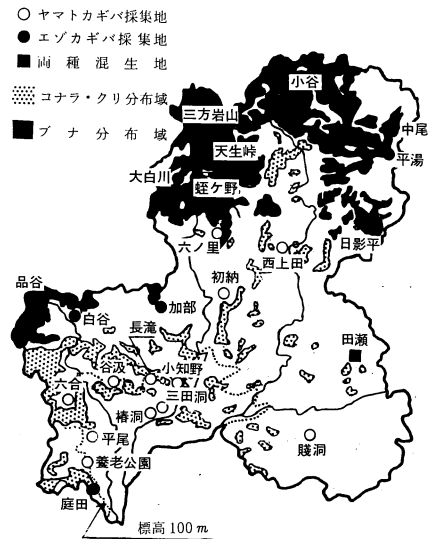 ヤマトカギバ採集地
エゾカギバ採集地
両種混生地
コナラ・クリ分布域
ブナ分布域
小谷
三方岩山
中尾
天生峠
平湯
大白川
蛭ケ野
六ノ里
日影平
西上田
品谷
初納
加部
白谷
長滝
田瀬
谷汲
小知野
六合
三田洞
椿洞
平尾
賤洞
養老公園
庭田
標高100m